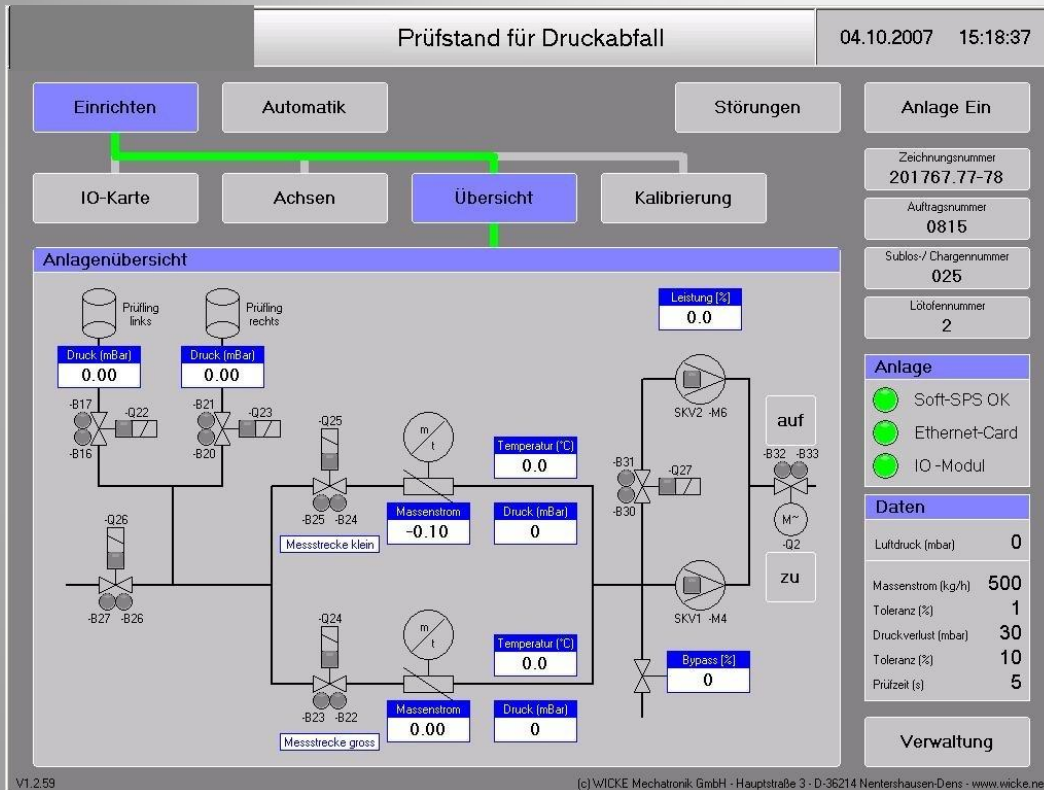 Prüfstand für Druckabfall
04.10.2007 15:18:37
Einrichten
Automatik
Störungen
Anlage Ein
IO-Karte
Achsen
Übersicht
Kalibrierung
Zeichnungsnummer
201767.77-78
Auftragsnummer
0815
Sublos-/ Chargennummer
025
Lötofennummer
2
Anlagenübersicht
Prüfling
links
Prüfling
rechts
Leistung [%]
0.0
Druck (mBar)
0.00
Druck (mBar)
0.00
-B17
-Q22
-B16
-B21
-Q23
-B20
-Q25
m
t
Temperatur (°C)
0.0
-B25 -B24
Messstrecke klein
Massenstrom
-0.10
Druck (mBar)
0
-Q26
-B27 -B26
-Q24
m
t
Temperatur (°C)
0.0
-B23 -B22
Messstrecke gross
Massenstrom
0.00
Druck (mBar)
0
SKV2 -M6
-B31
-Q27
-B30
SKV1 -M4
auf
-B32 -B33
M~
-Q2
zu
Bypass [%]
0
Anlage
Soft-SPS OK
Ethernet-Card
IO -Modul
Daten
Luftdruck (mbar) 0
Massenstrom (kg/h) 500
Toleranz (%) 1
Druckverlust (mbar) 30
Toleranz (%) 10
Prüfzeit (s) 5
Verwaltung
V1.2.59
(c) WICKE Mechatronik GmbH - Hauptstraße 3 - D-36214 Nentershausen-Dens - www.wicke.ne